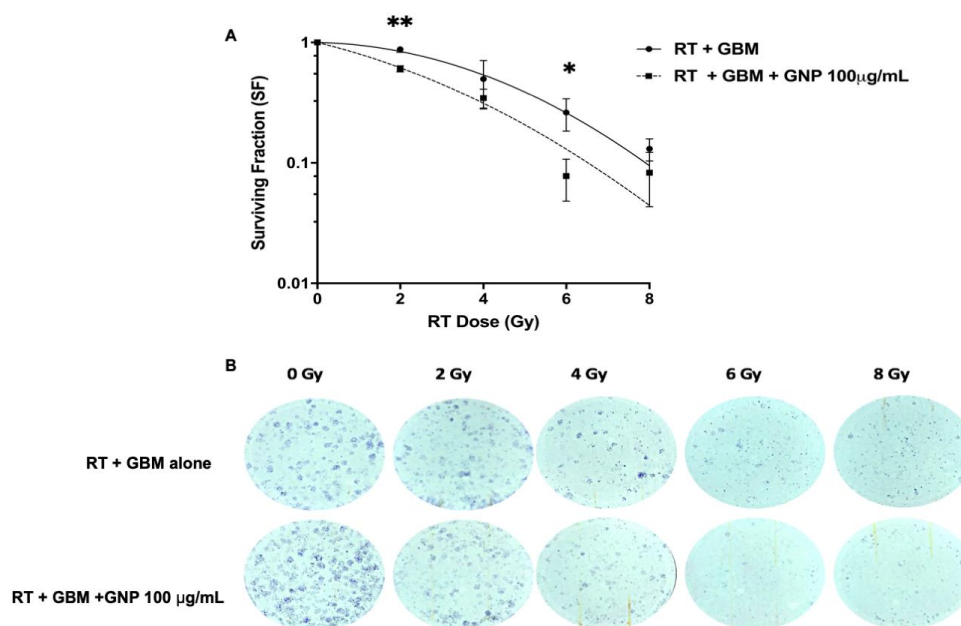 A
**
*
RT + GBM
RT + GBM + GNP 100μg/mL
Surviving Fraction (SF)
1
0.1
0.01
0 2 4 6 8
RT Dose (Gy)
B
0 Gy 2 Gy 4 Gy 6 Gy 8 Gy
RT + GBM alone
RT + GBM +GNP 100 μg/mL